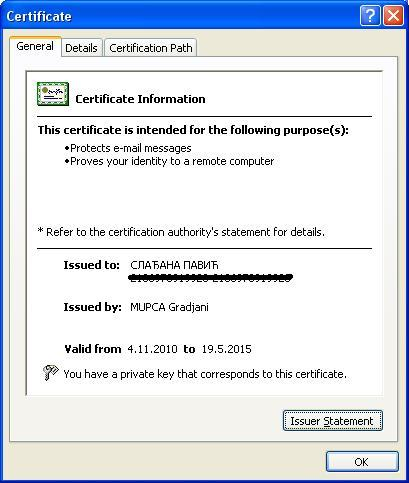 Certificate
General Details Certification Path
Certificate Information
This certificate is intended for the following purpose(s):
•Protects e-mail messages
•Proves your identity to a remote computer
* Refer to the certification authority's statement for details.
Issued to: СЛАЂАНА ПАВИЋ
Issued by: MUPCA Gradjani
Valid from 4.11.2010 to 19.5.2015
You have a private key that corresponds to this certificate.
Issuer Statement
OK